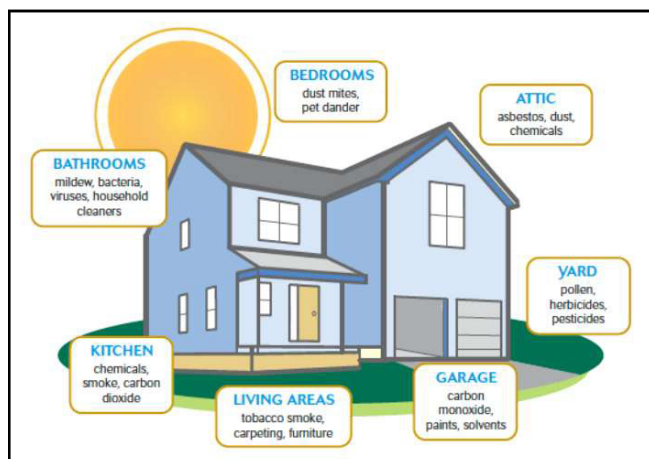 BEDROOMS
dust mites,
pet dander
ATTIC
asbestos, dust,
chemicals
BATHROOMS
mildew, bacteria,
viruses, household
cleaners
YARD
pollen,
herbicides,
pesticides
KITCHEN
chemicals,
smoke, carbon
dioxide
LIVING AREAS
tobacco smoke,
carpeting, furniture
GARAGE
carbon
monoxide,
paints, solvents